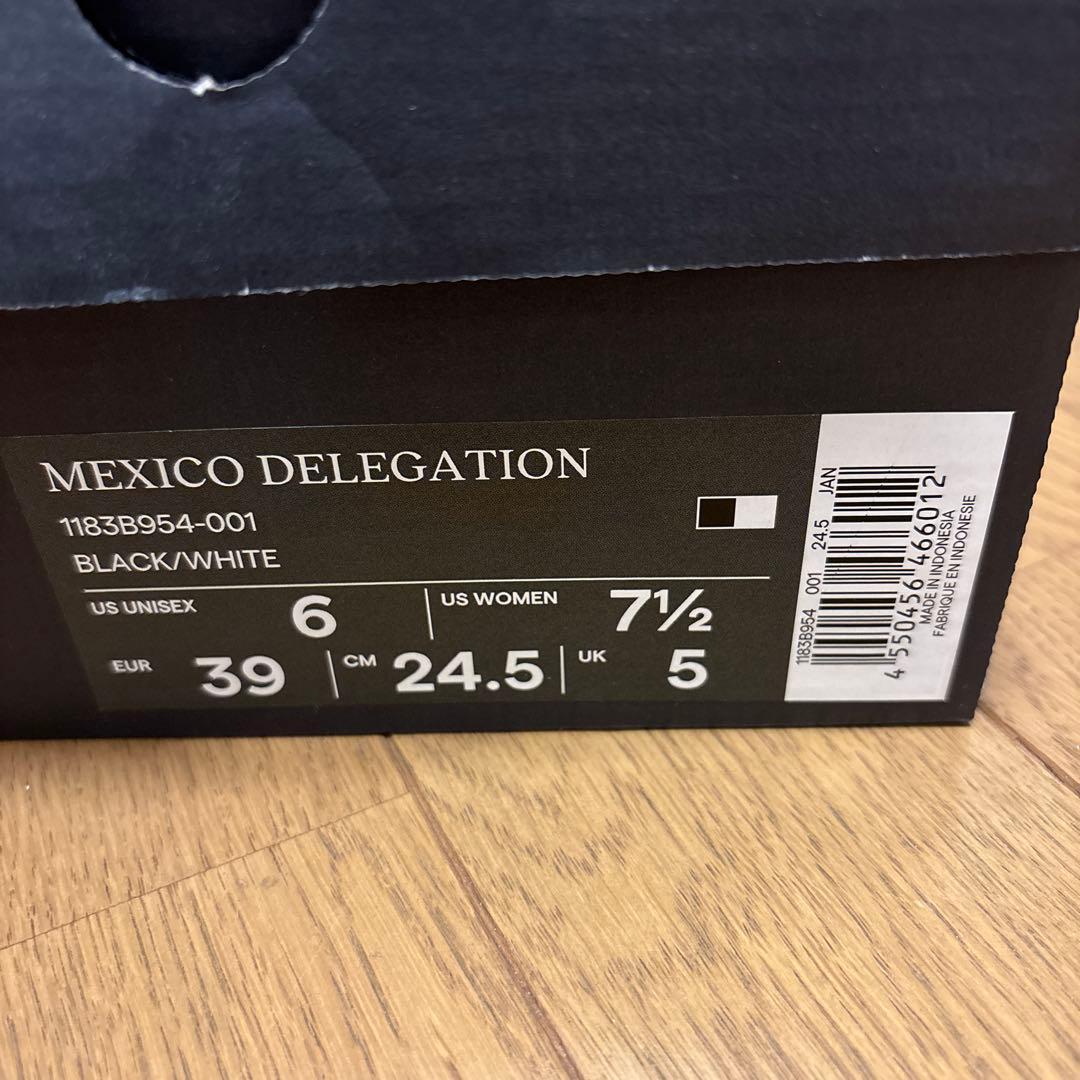 MEXICO DELEGATION
1183B954-001
BLACK/WHITE
US UNISEX 6 US WOMEN 7½
EUR 39 CM 24.5 UK 5
1183B954 001 24.5 JAN
4 550456 466012
MADE IN INDONESIA
FABRIQUE EN INDONESIE